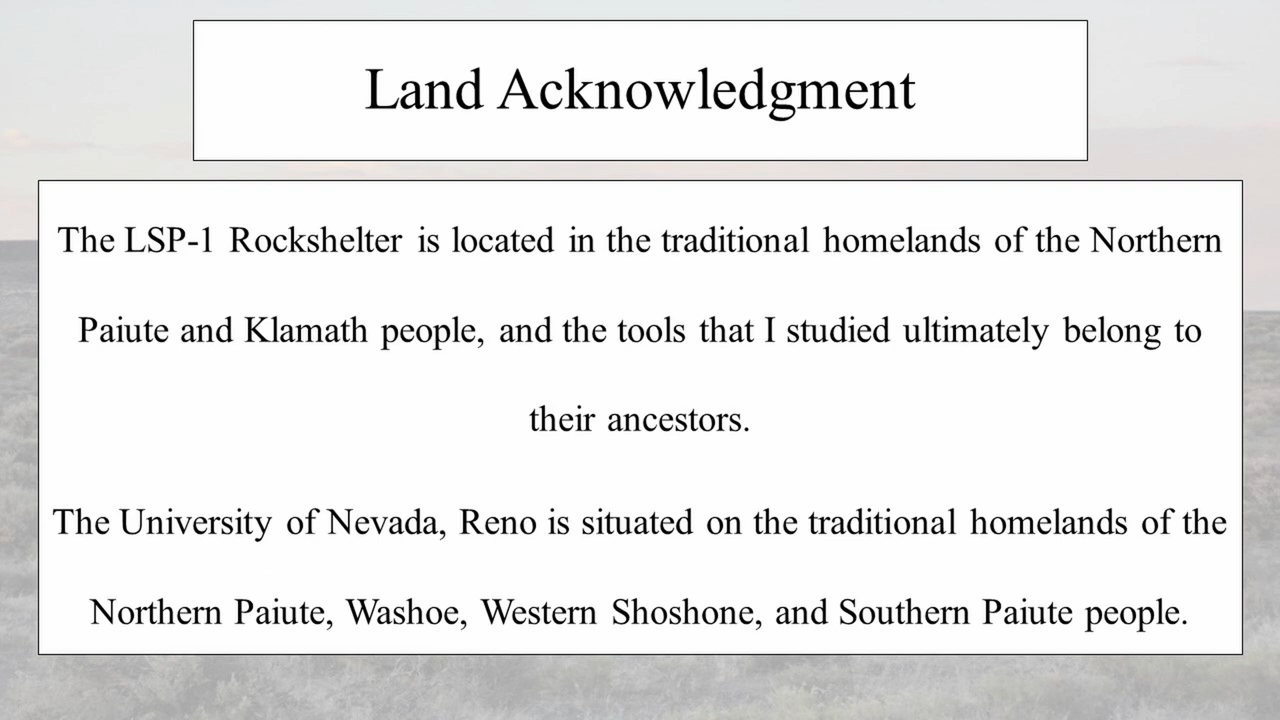 Land Acknowledgment
The LSP-1 Rockshelter is located in the traditional homelands of the Northern
Paiute and Klamath people, and the tools that I studied ultimately belong to
their ancestors.
The University of Nevada, Reno is situated on the traditional homelands of the
Northern Paiute, Washoe, Western Shoshone, and Southern Paiute people.